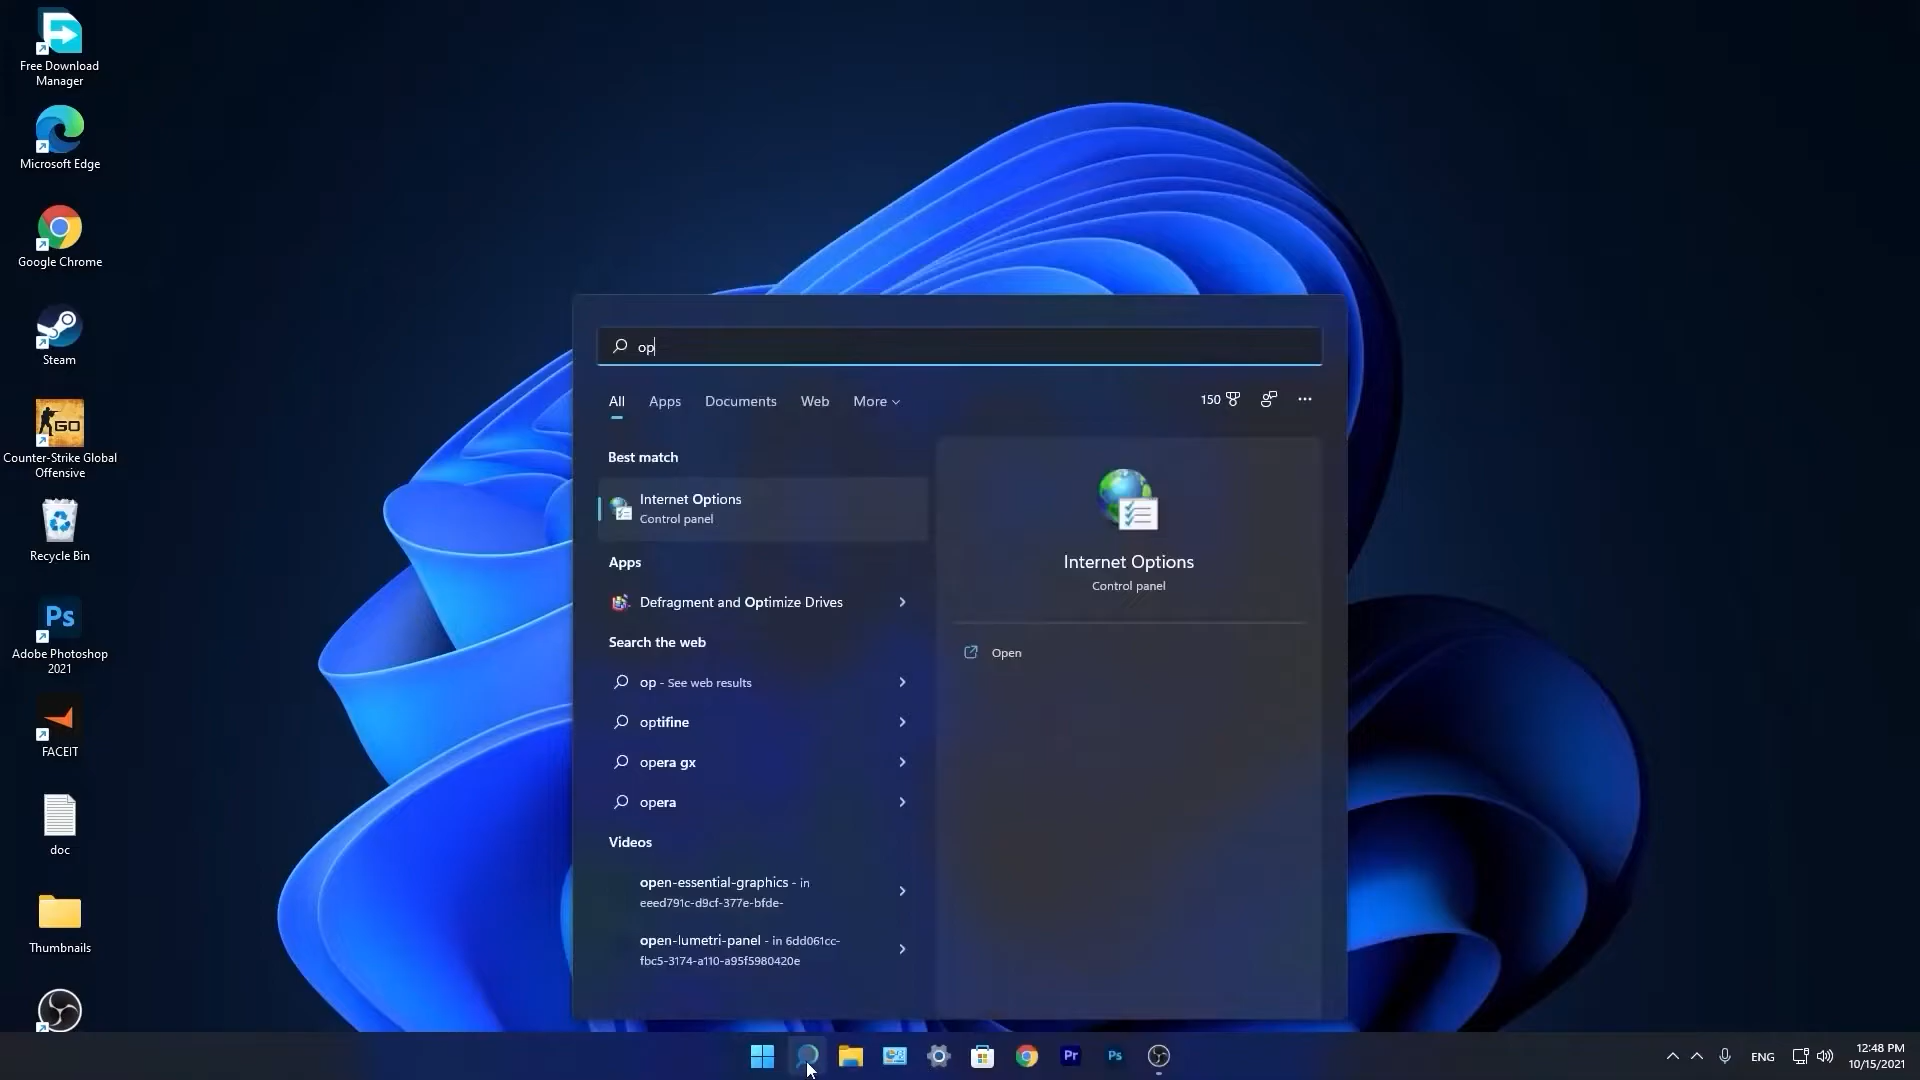 Free Download
Manager
Microsoft Edge
Google Chrome
Steam
GO
Counter-Strike Global
Offensive
Recycle Bin
Ps
Adobe Photoshop
2021
FACEIT
doc
Thumbnails
op
All Apps Documents Web More
150
Best match
Internet Options
Control panel
Apps
Defragment and Optimize Drives
Search the web
op - See web results
optifine
opera gx
opera
Videos
open-essential-graphics - in
eeed791c-d9cf-377e-bfde-
open-lumetri-panel - in 6dd061cc-
fbc5-3174-a110-a95f5980420e
Internet Options
Control panel
Open
Pr
Ps
ENG
12:48 PM
10/15/2021